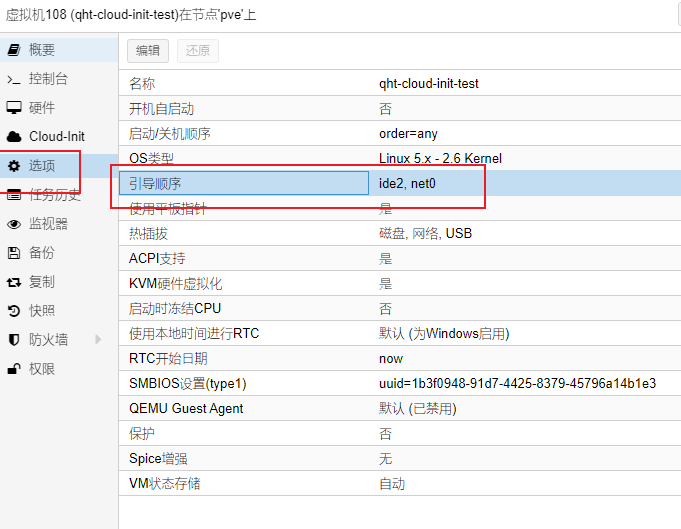 虚拟机108 (qht-cloud-init-test)在节点'pve'上
概要
控制台
硬件
Cloud-Init
选项
任务历史
监视器
备份
复制
快照
防火墙
权限
编辑 还原
名称 qht-cloud-init-test
开机自启动 否
启动/关机顺序 order=any
OS类型 Linux 5.x - 2.6 Kernel
引导顺序 ide2, net0
使用平板指针 是
热插拔 磁盘, 网络, USB
ACPI支持 是
KVM硬件虚拟化 是
启动时冻结CPU 否
使用本地时间进行RTC 默认 (为Windows启用)
RTC开始日期 now
SMBIOS设置(type1) uuid=1b3f0948-91d7-4425-8379-45796a14b1e3
QEMU Guest Agent 默认 (已禁用)
保护 否
Spice增强 无
VM状态存储 自动